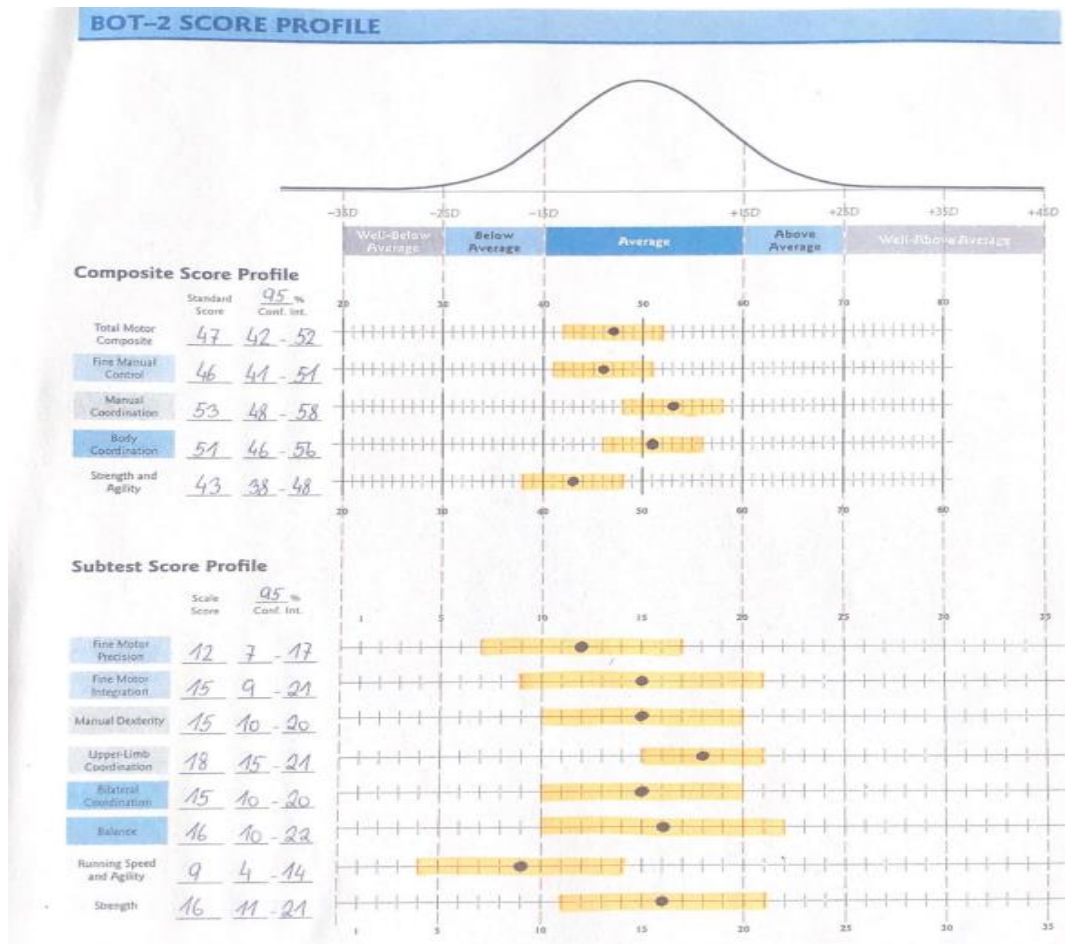 BOT–2 SCORE PROFILE
-3SD -2SD -1SD +1SD +2SD +3SD +4SD
Well-Below Average Below Average Average Above Average Well-Above Average
Composite Score Profile
Standard Score 95 % Conf. Int.
20 30 40 50 60 70 80
Total Motor Composite 47 42 - 52
Fine Manual Control 46 41 - 51
Manual Coordination 53 48 - 58
Body Coordination 51 46 - 56
Strength and Agility 43 38 - 48
20 30 40 50 60 70 80
Subtest Score Profile
Scale Score 95 % Conf. Int.
1 5 10 15 20 25 30 35
Fine Motor Precision 12 7 - 17
Fine Motor Integration 15 9 - 21
Manual Dexterity 15 10 - 20
Upper-Limb Coordination 18 15 - 21
Bilateral Coordination 15 10 - 20
Balance 16 10 - 22
Running Speed and Agility 9 4 - 14
Strength 16 11 - 21
1 5 10 15 20 25 30 35